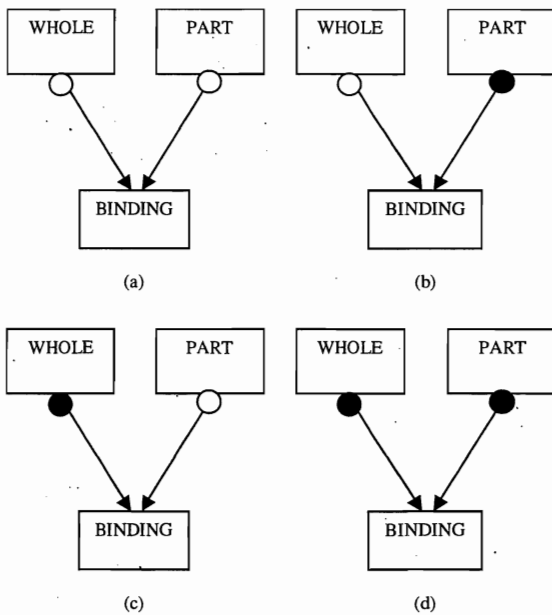 WHOLE PART WHOLE PART
BINDING BINDING
(a) (b)
WHOLE PART WHOLE PART
BINDING BINDING
(c) (d)